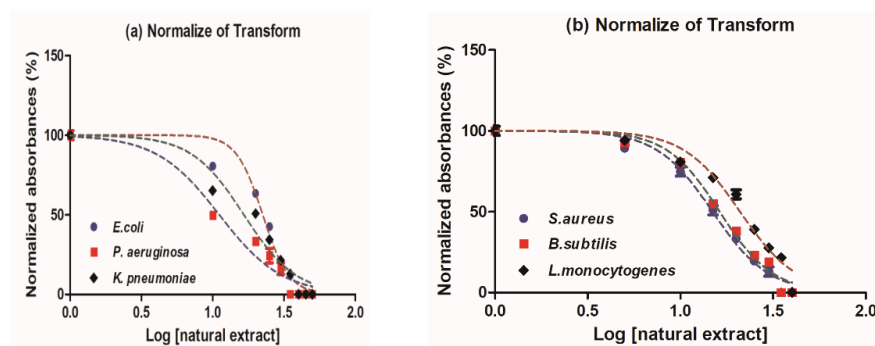 (a) Normalize of Transform
Normalized absorbances (%)
150
100
50
0
0.0 0.5 1.0 1.5 2.0
Log [natural extract]
E.coli
P. aeruginosa
K. pneumoniae
(b) Normalize of Transform
Normalized absorbances (%)
150
100
50
0
0.0 0.5 1.0 1.5 2.0
Log [natural extract]
S.aureus
B.subtilis
L.monocytogenes